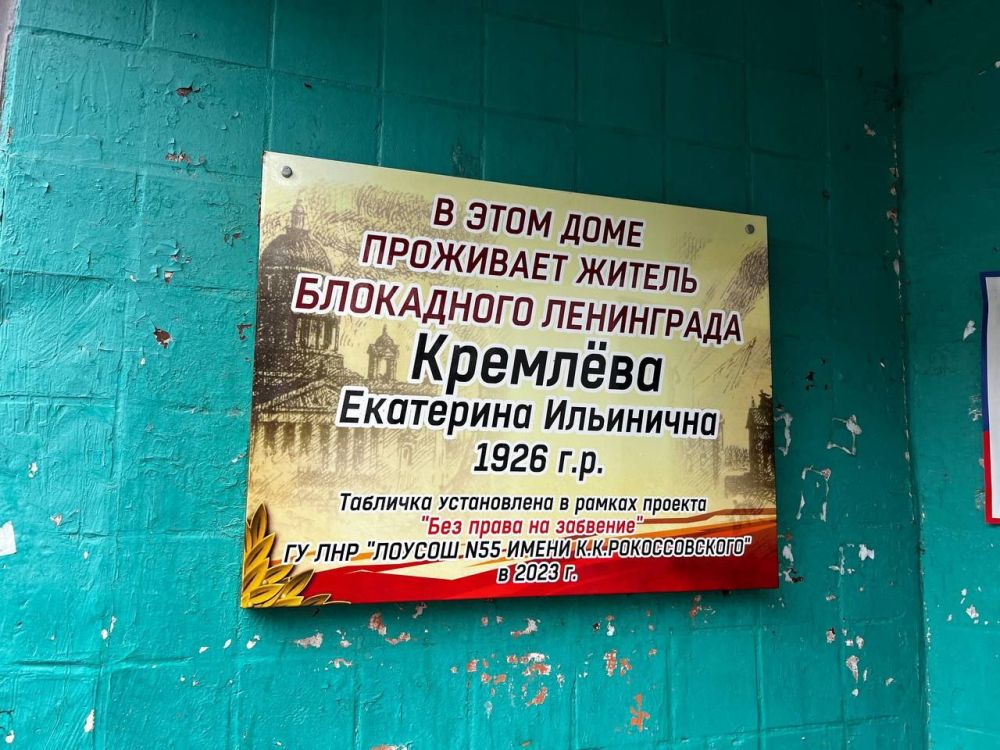 В ЭТОМ ДОМЕ
ПРОЖИВАЕТ ЖИТЕЛЬ
БЛОКАДНОГО ЛЕНИНГРАДА
Кремлёва
Екатерина Ильинична
1926 г.р.
Табличка установлена в рамках проекта
"Без права на забвение"
ГУ ЛНР "ЛОУСОШ N55 ИМЕНИ К.К.РОКОССОВСКОГО"
в 2023 г.